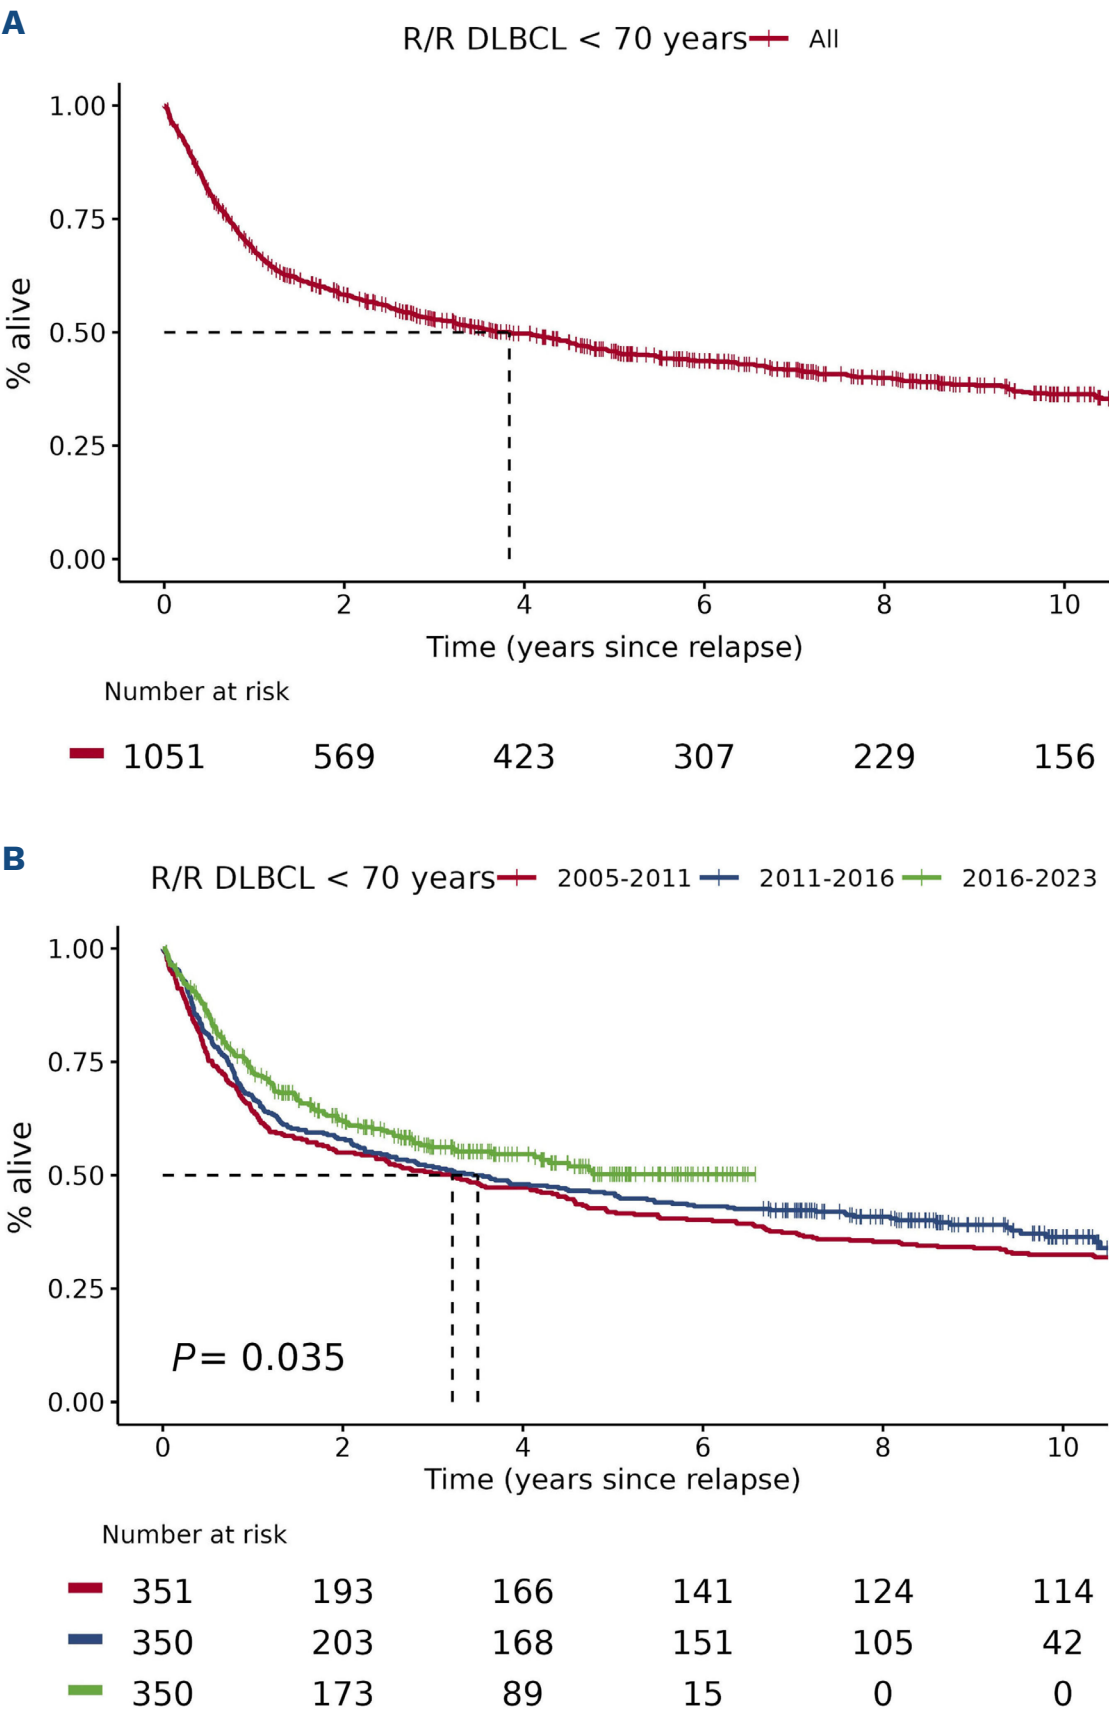 A
R/R DLBCL < 70 years All
% alive
1.00
0.75
0.50
0.25
0.00
0 2 4 6 8 10
Time (years since relapse)
Number at risk
1051 569 423 307 229 156
B
R/R DLBCL < 70 years 2005-2011 2011-2016 2016-2023
% alive
1.00
0.75
0.50
0.25
0.00
P= 0.035
0 2 4 6 8 10
Time (years since relapse)
Number at risk
351 193 166 141 124 114
350 203 168 151 105 42
350 173 89 15 0 0